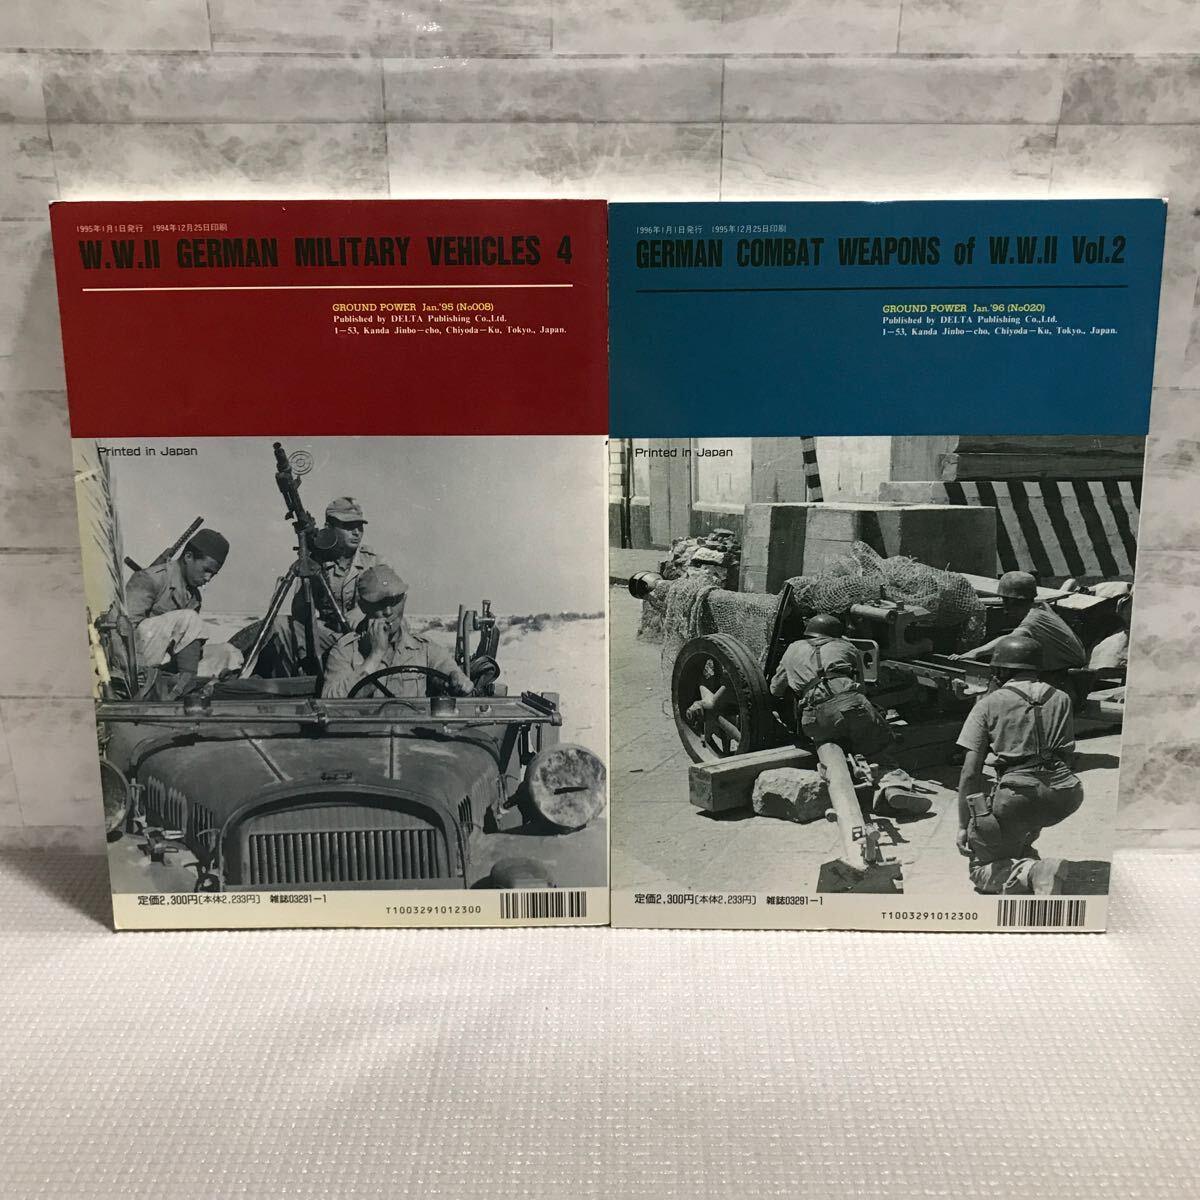 1995年1月1日発行 1994年12月25日印刷
W.W.II GERMAN MILITARY VEHICLES 4
GROUND POWER Jan.'95 (No008)
Published by DELTA Publishing Co.,Ltd.
1-53, Kanda Jinbo-cho, Chiyoda-Ku, Tokyo., Japan.
Printed in Japan
定価2,300円〔本体2,233円〕 雑誌03291-1
T1003291012300
1996年1月1日発行 1995年12月25日印刷
GERMAN COMBAT WEAPONS of W.W.II Vol.2
GROUND POWER Jan.'96 (No020)
Published by DELTA Publishing Co.,Ltd.
1-53, Kanda Jinbo-cho, Chiyoda-Ku, Tokyo., Japan.
Printed in Japan
定価2,300円〔本体2,233円〕 雑誌03291-1
T1003291012300